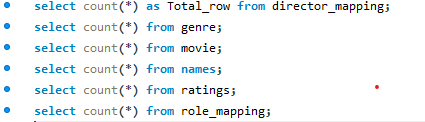 select count(*) as Total_row from director_mapping;
select count(*) from genre;
select count(*) from movie;
select count(*) from names;
select count(*) from ratings;
select count(*) from role_mapping;